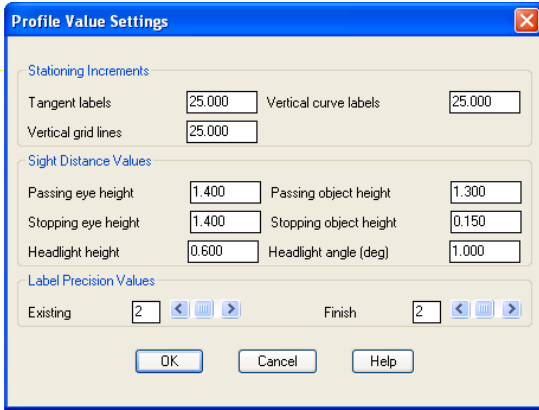 Profile Value Settings
Stationing Increments
Tangent labels 25.000 Vertical curve labels 25.000
Vertical grid lines 25.000
Sight Distance Values
Passing eye height 1.400 Passing object height 1.300
Stopping eye height 1.400 Stopping object height 0.150
Headlight height 0.600 Headlight angle (deg) 1.000
Label Precision Values
Existing 2 Finish 2
OK Cancel Help